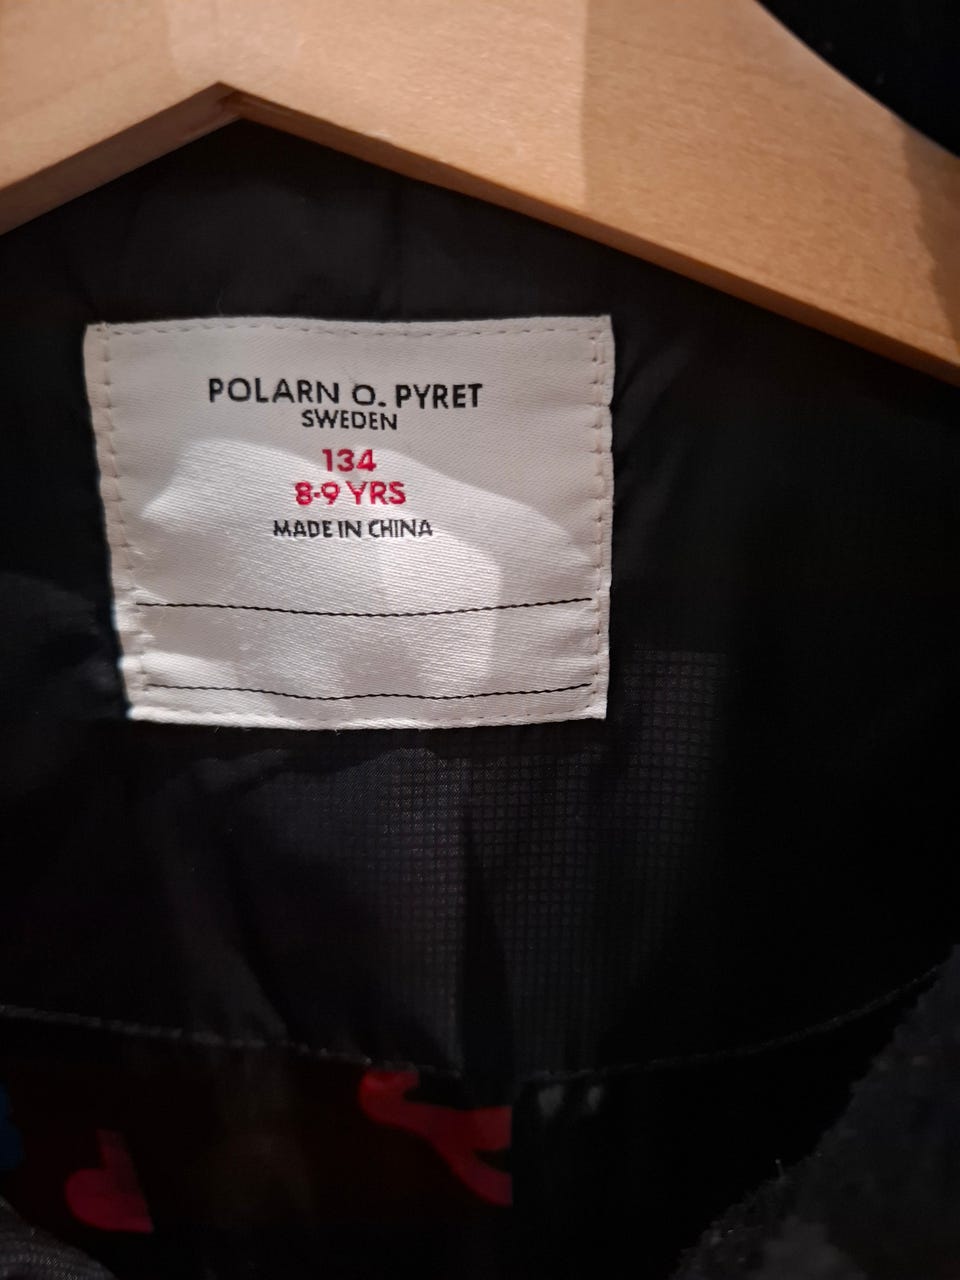 POLARN O. PYRET
SWEDEN
134
8-9 YRS
MADE IN CHINA